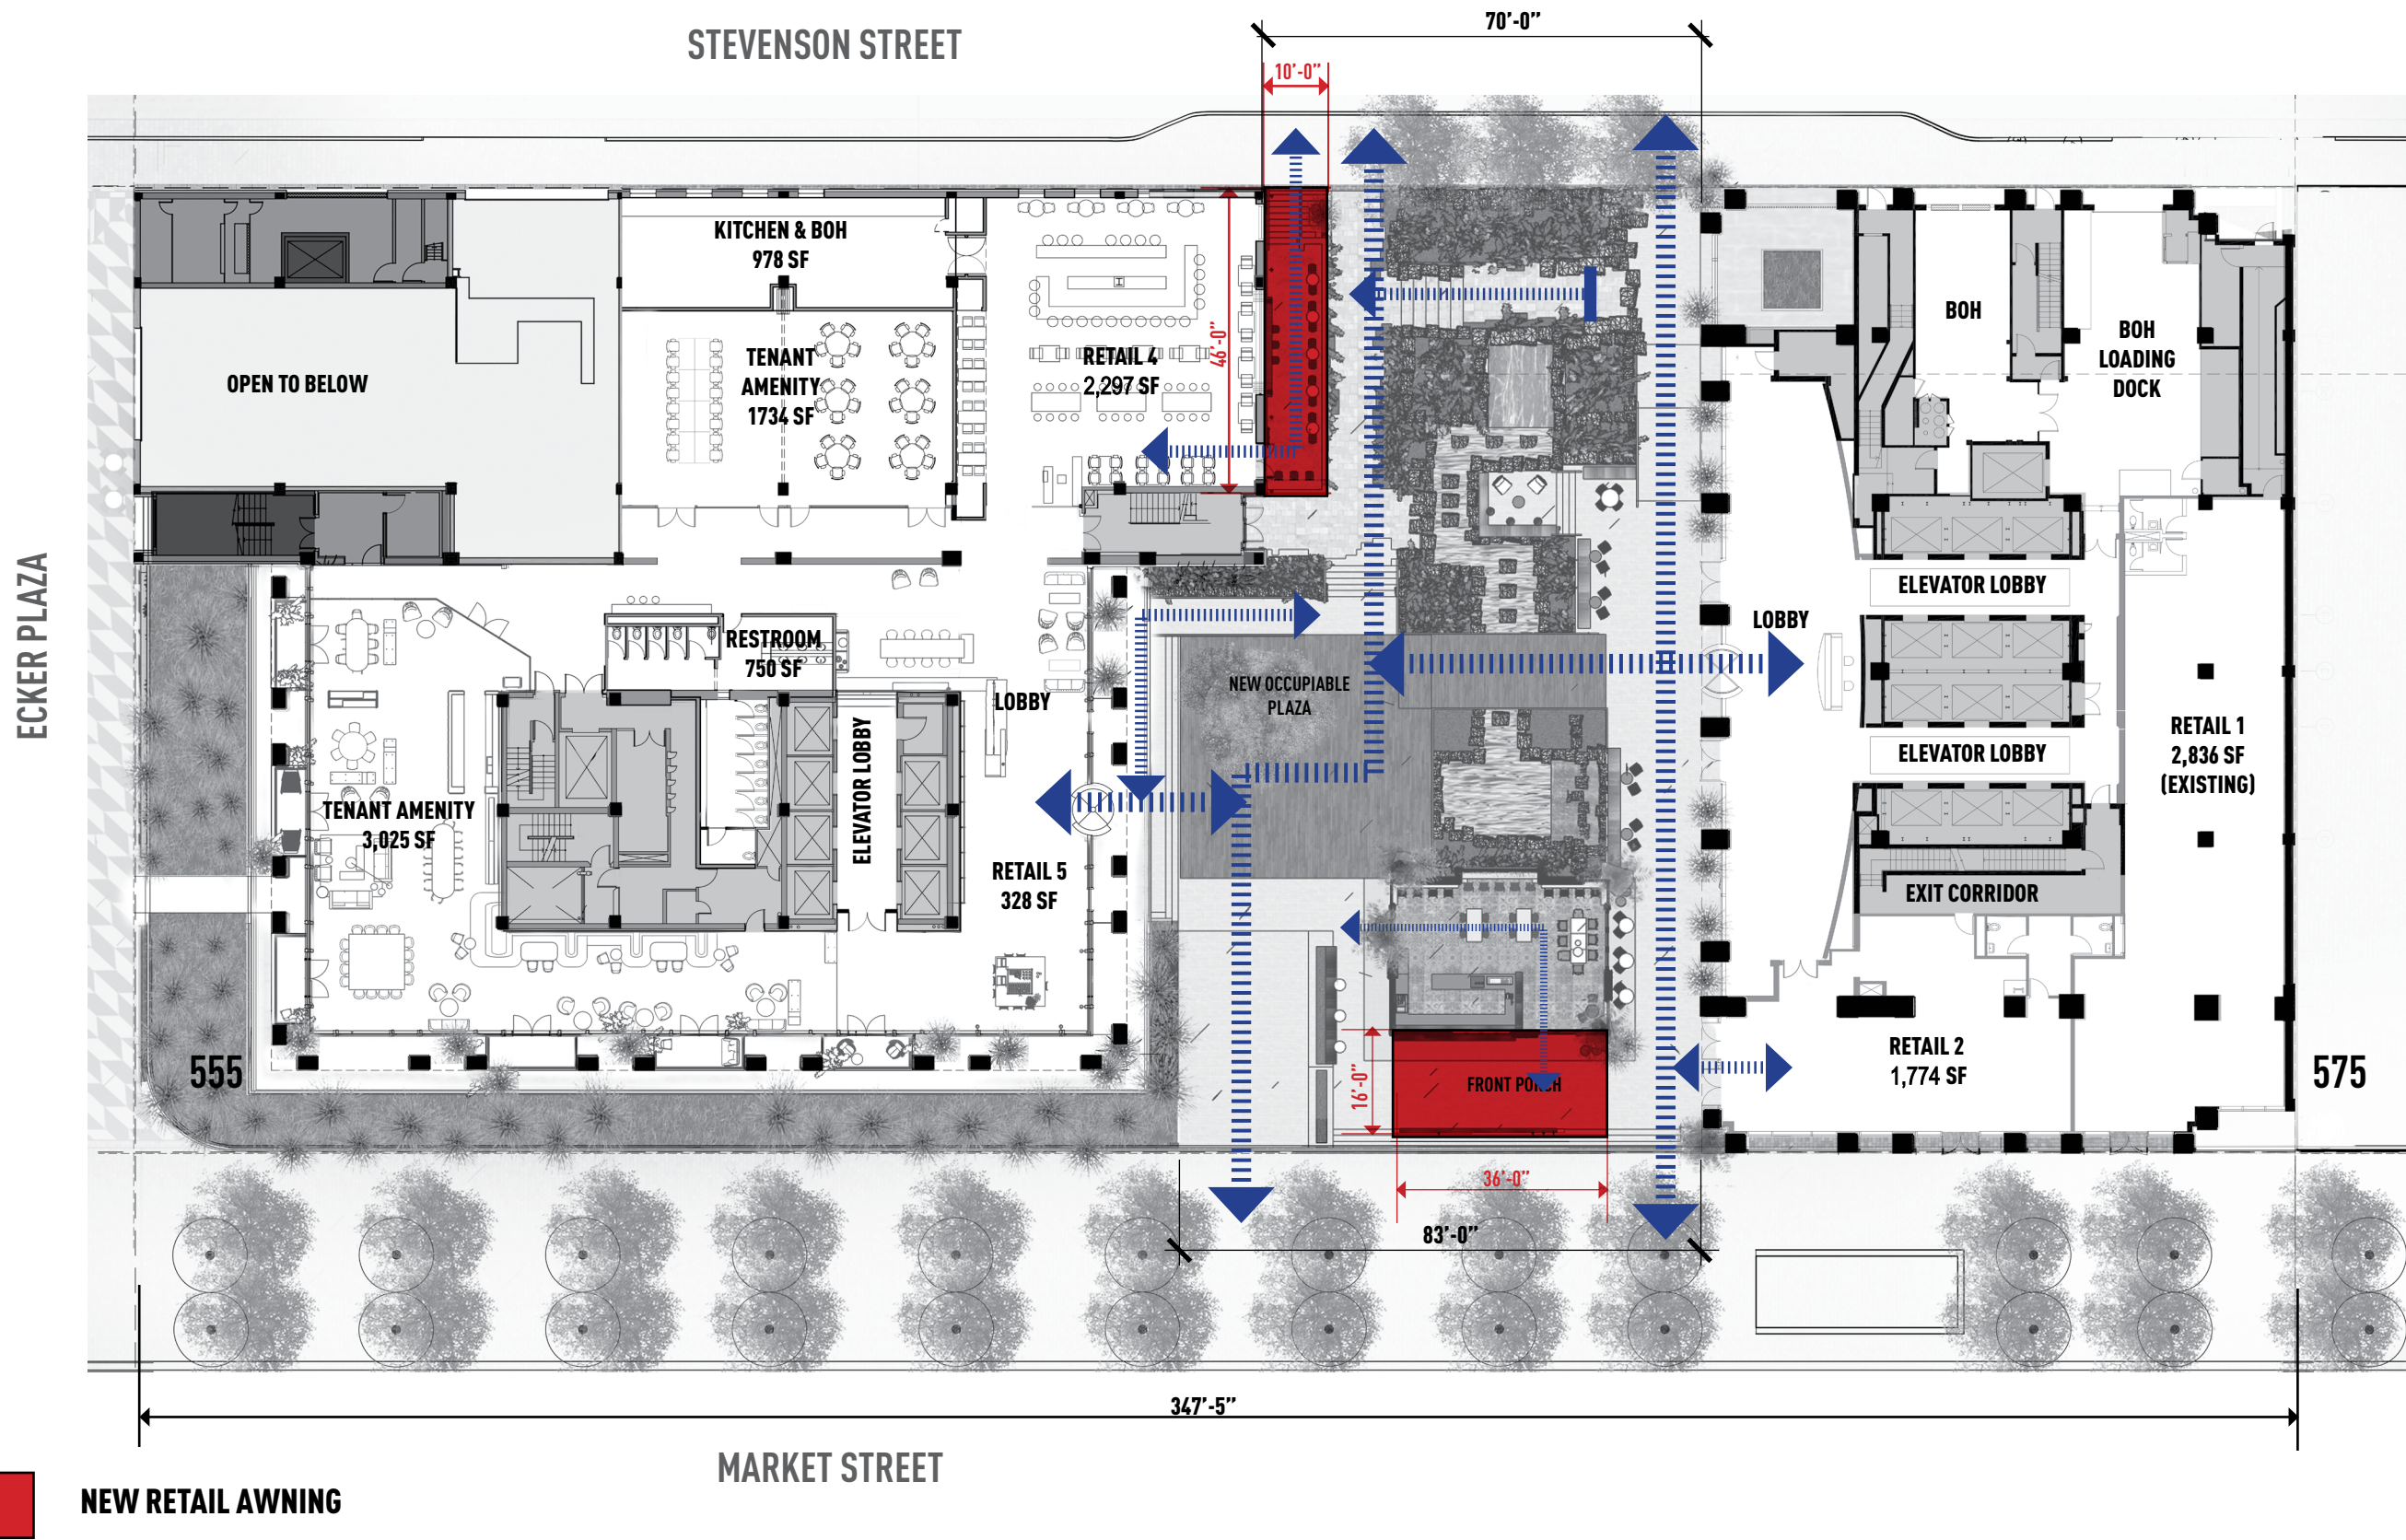 STEVENSON STREET
70'-0"
10'-0"
KITCHEN & BOH
978 SF
OPEN TO BELOW
TENANT
AMENITY
1734 SF
RETAIL 4
2,297 SF
46'-0"
BOH
BOH
LOADING
DOCK
ECKER PLAZA
ELEVATOR LOBBY
LOBBY
RESTROOM
750 SF
LOBBY
NEW OCCUPIABLE
PLAZA
ELEVATOR LOBBY
ELEVATOR LOBBY
RETAIL 1
2,836 SF
(EXISTING)
TENANT AMENITY
3,025 SF
RETAIL 5
328 SF
EXIT CORRIDOR
555
16'-0"
FRONT PORCH
RETAIL 2
1,774 SF
575
36'-0"
83'-0"
347'-5"
MARKET STREET
NEW RETAIL AWNING